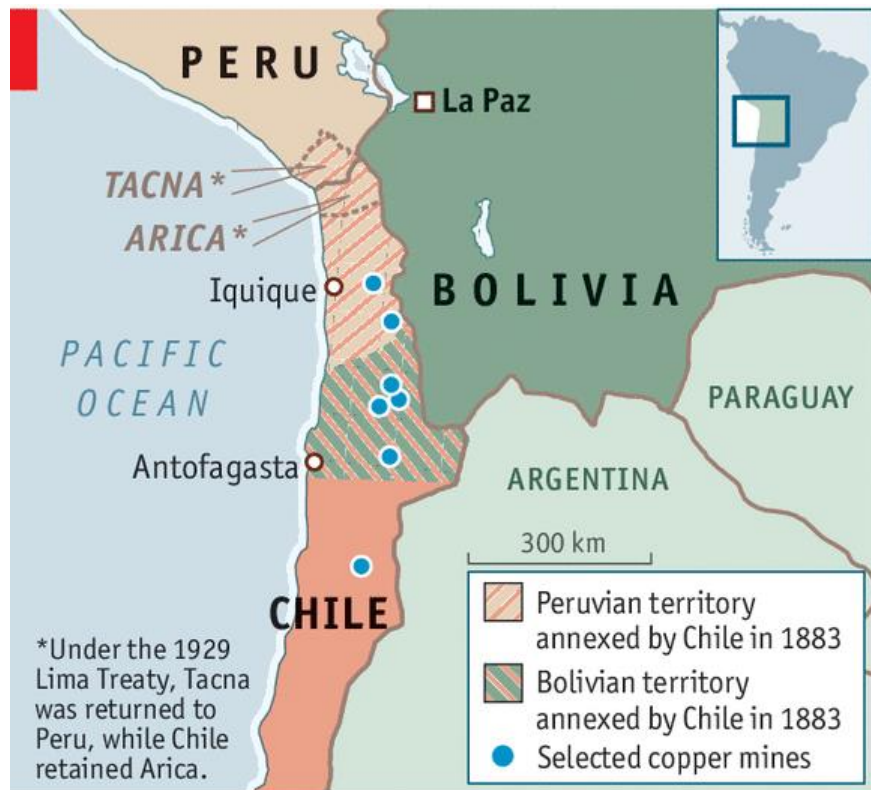 PERU
La Paz
TACNA*
ARICA*
Iquique
BOLIVIA
PACIFIC
OCEAN
PARAGUAY
Antofagasta
ARGENTINA
300 km
CHILE
*Under the 1929
Lima Treaty, Tacna
was returned to
Peru, while Chile
retained Arica.
Peruvian territory
annexed by Chile in 1883
Bolivian territory
annexed by Chile in 1883
Selected copper mines